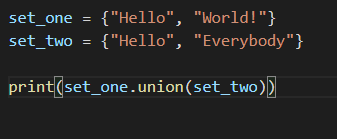 set_one = {"Hello", "World!"}
set_two = {"Hello", "Everybody"}
print(set_one.union(set_two))